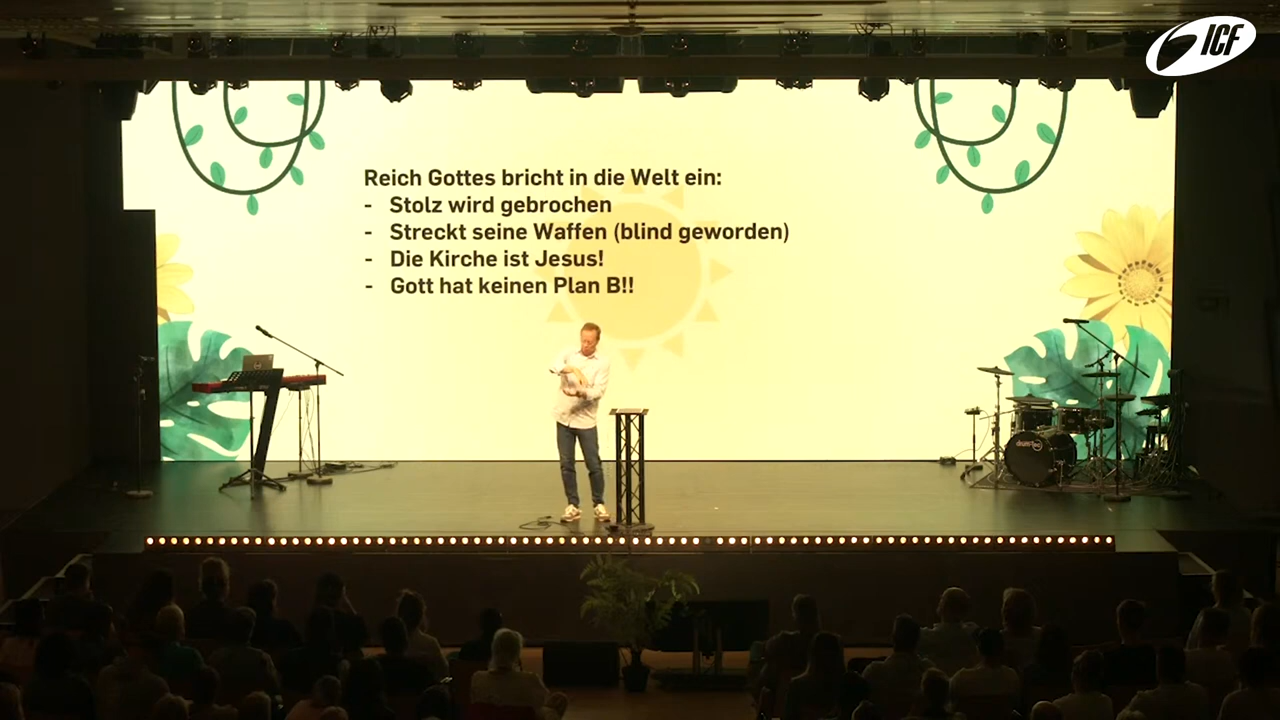 ICF
Reich Gottes bricht in die Welt ein:
- Stolz wird gebrochen
- Streckt seine Waffen (blind geworden)
- Die Kirche ist Jesus!
- Gott hat keinen Plan B!!